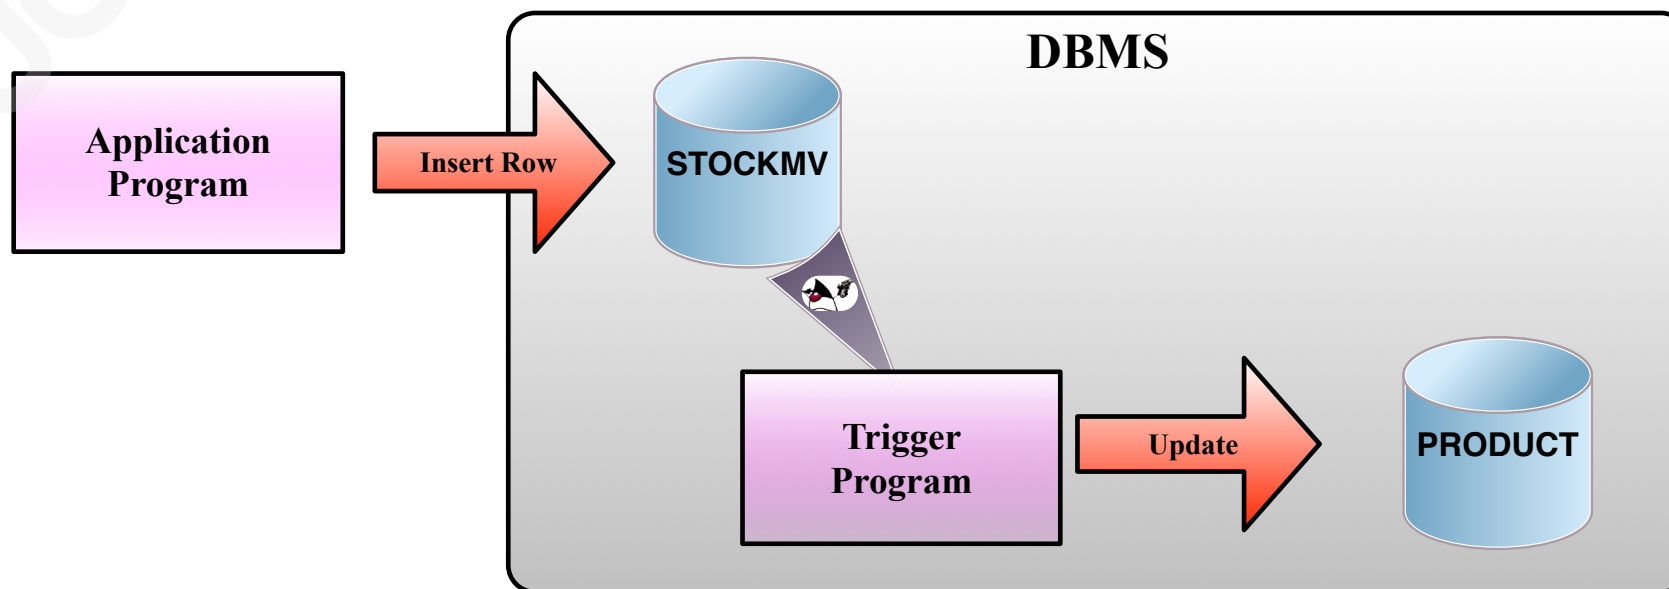 DBMS
Application
Program
Insert Row
STOCKMV
Trigger
Program
Update
PRODUCT